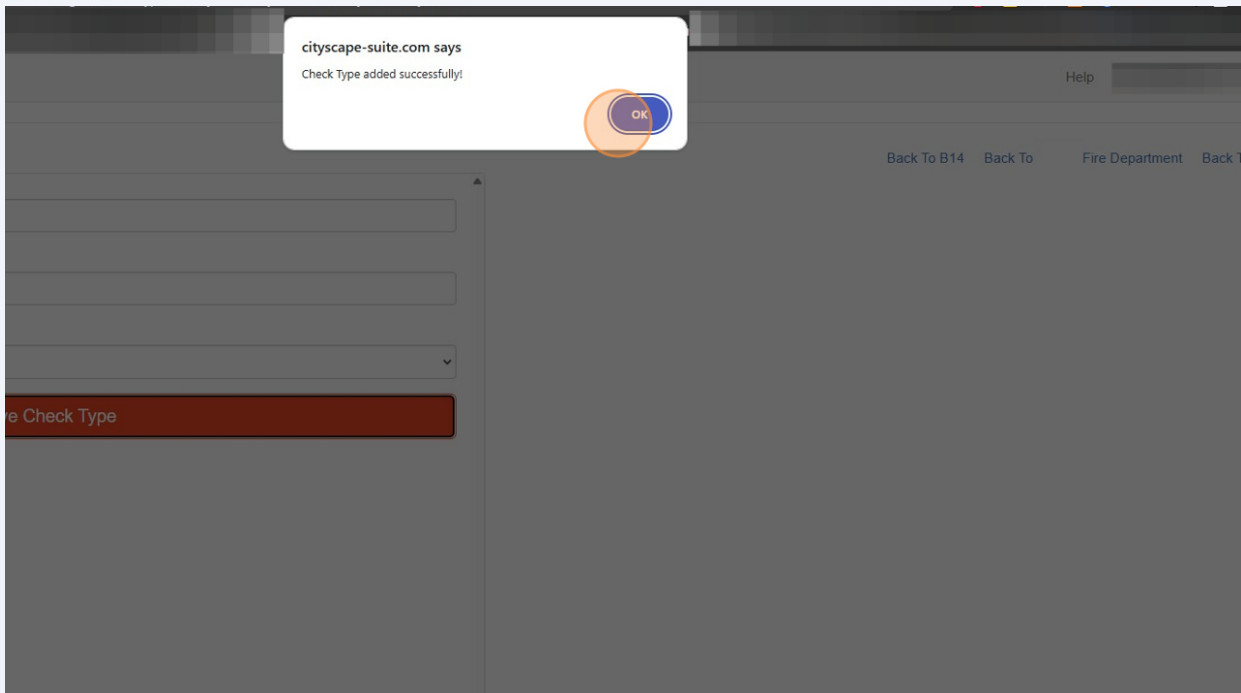 cityscape-suite.com says
Check Type added successfully!
OK
Help
Back To B14 Back To Fire Department Back
Check Type